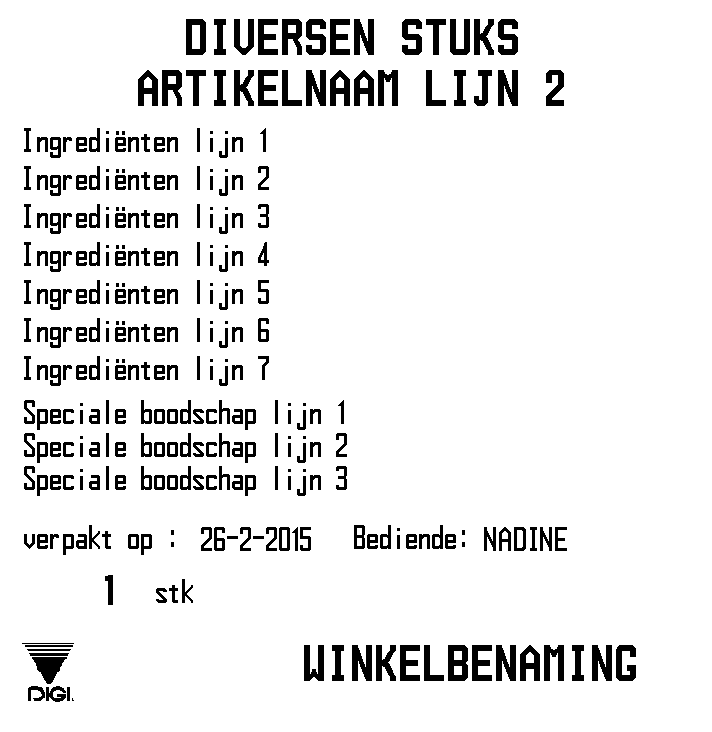 DIVERSEN STUKS
ARTIKELNAAM LIJN 2
Ingrediënten lijn 1
Ingrediënten lijn 2
Ingrediënten lijn 3
Ingrediënten lijn 4
Ingrediënten lijn 5
Ingrediënten lijn 6
Ingrediënten lijn 7
Speciale boodschap lijn 1
Speciale boodschap lijn 2
Speciale boodschap lijn 3
verpakt op : 26-2-2015 Bediende: NADINE
1 stk
WINKELBENAMING
DIGI.